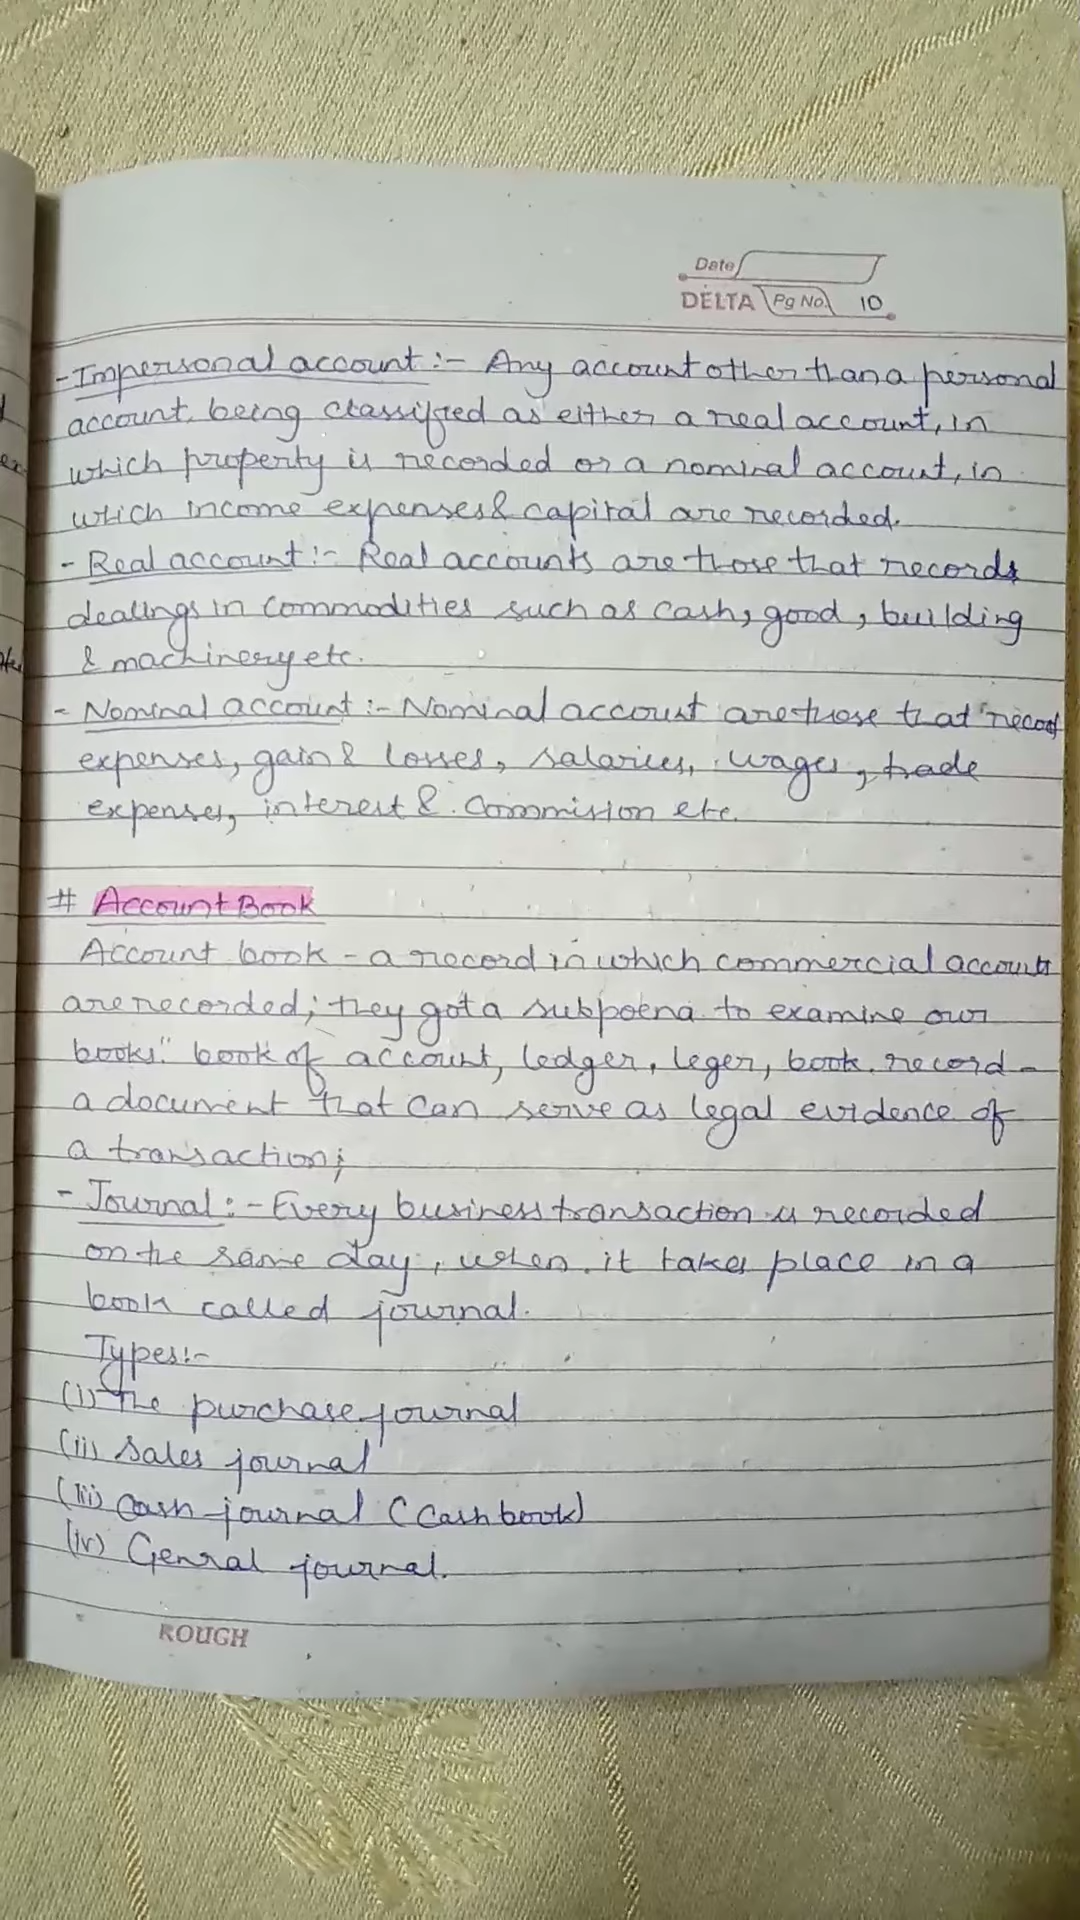 Date
DELTA Pg No. 10
- Impersonal account :- Any account other than a personal
account, being classified as either a real account, in
which property is recorded or a nominal account, in
which income expenses & capital are recorded.
- Real account :- Real accounts are those that records
dealings in commodities such as cash, good, building
& machinery etc.
- Nominal account :- Nominal account are those that record
expenses, gain & losses, salaries, wages, trade
expenses, interest & commision etc.
# Account Book
Account book - a record in which commercial accounts
are recorded; they got a subpoena to examine our
books" book of account, ledger, leger, book, record -
a document that can serve as legal evidence of
a transaction;
- Journal :- Every business transaction is recorded
on the same day, when it takes place in a
book called journal.
Types :-
(i) The purchase journal
(ii) Sales journal
(iii) Cash journal (Cash book)
(iv) Genral journal.
ROUGH